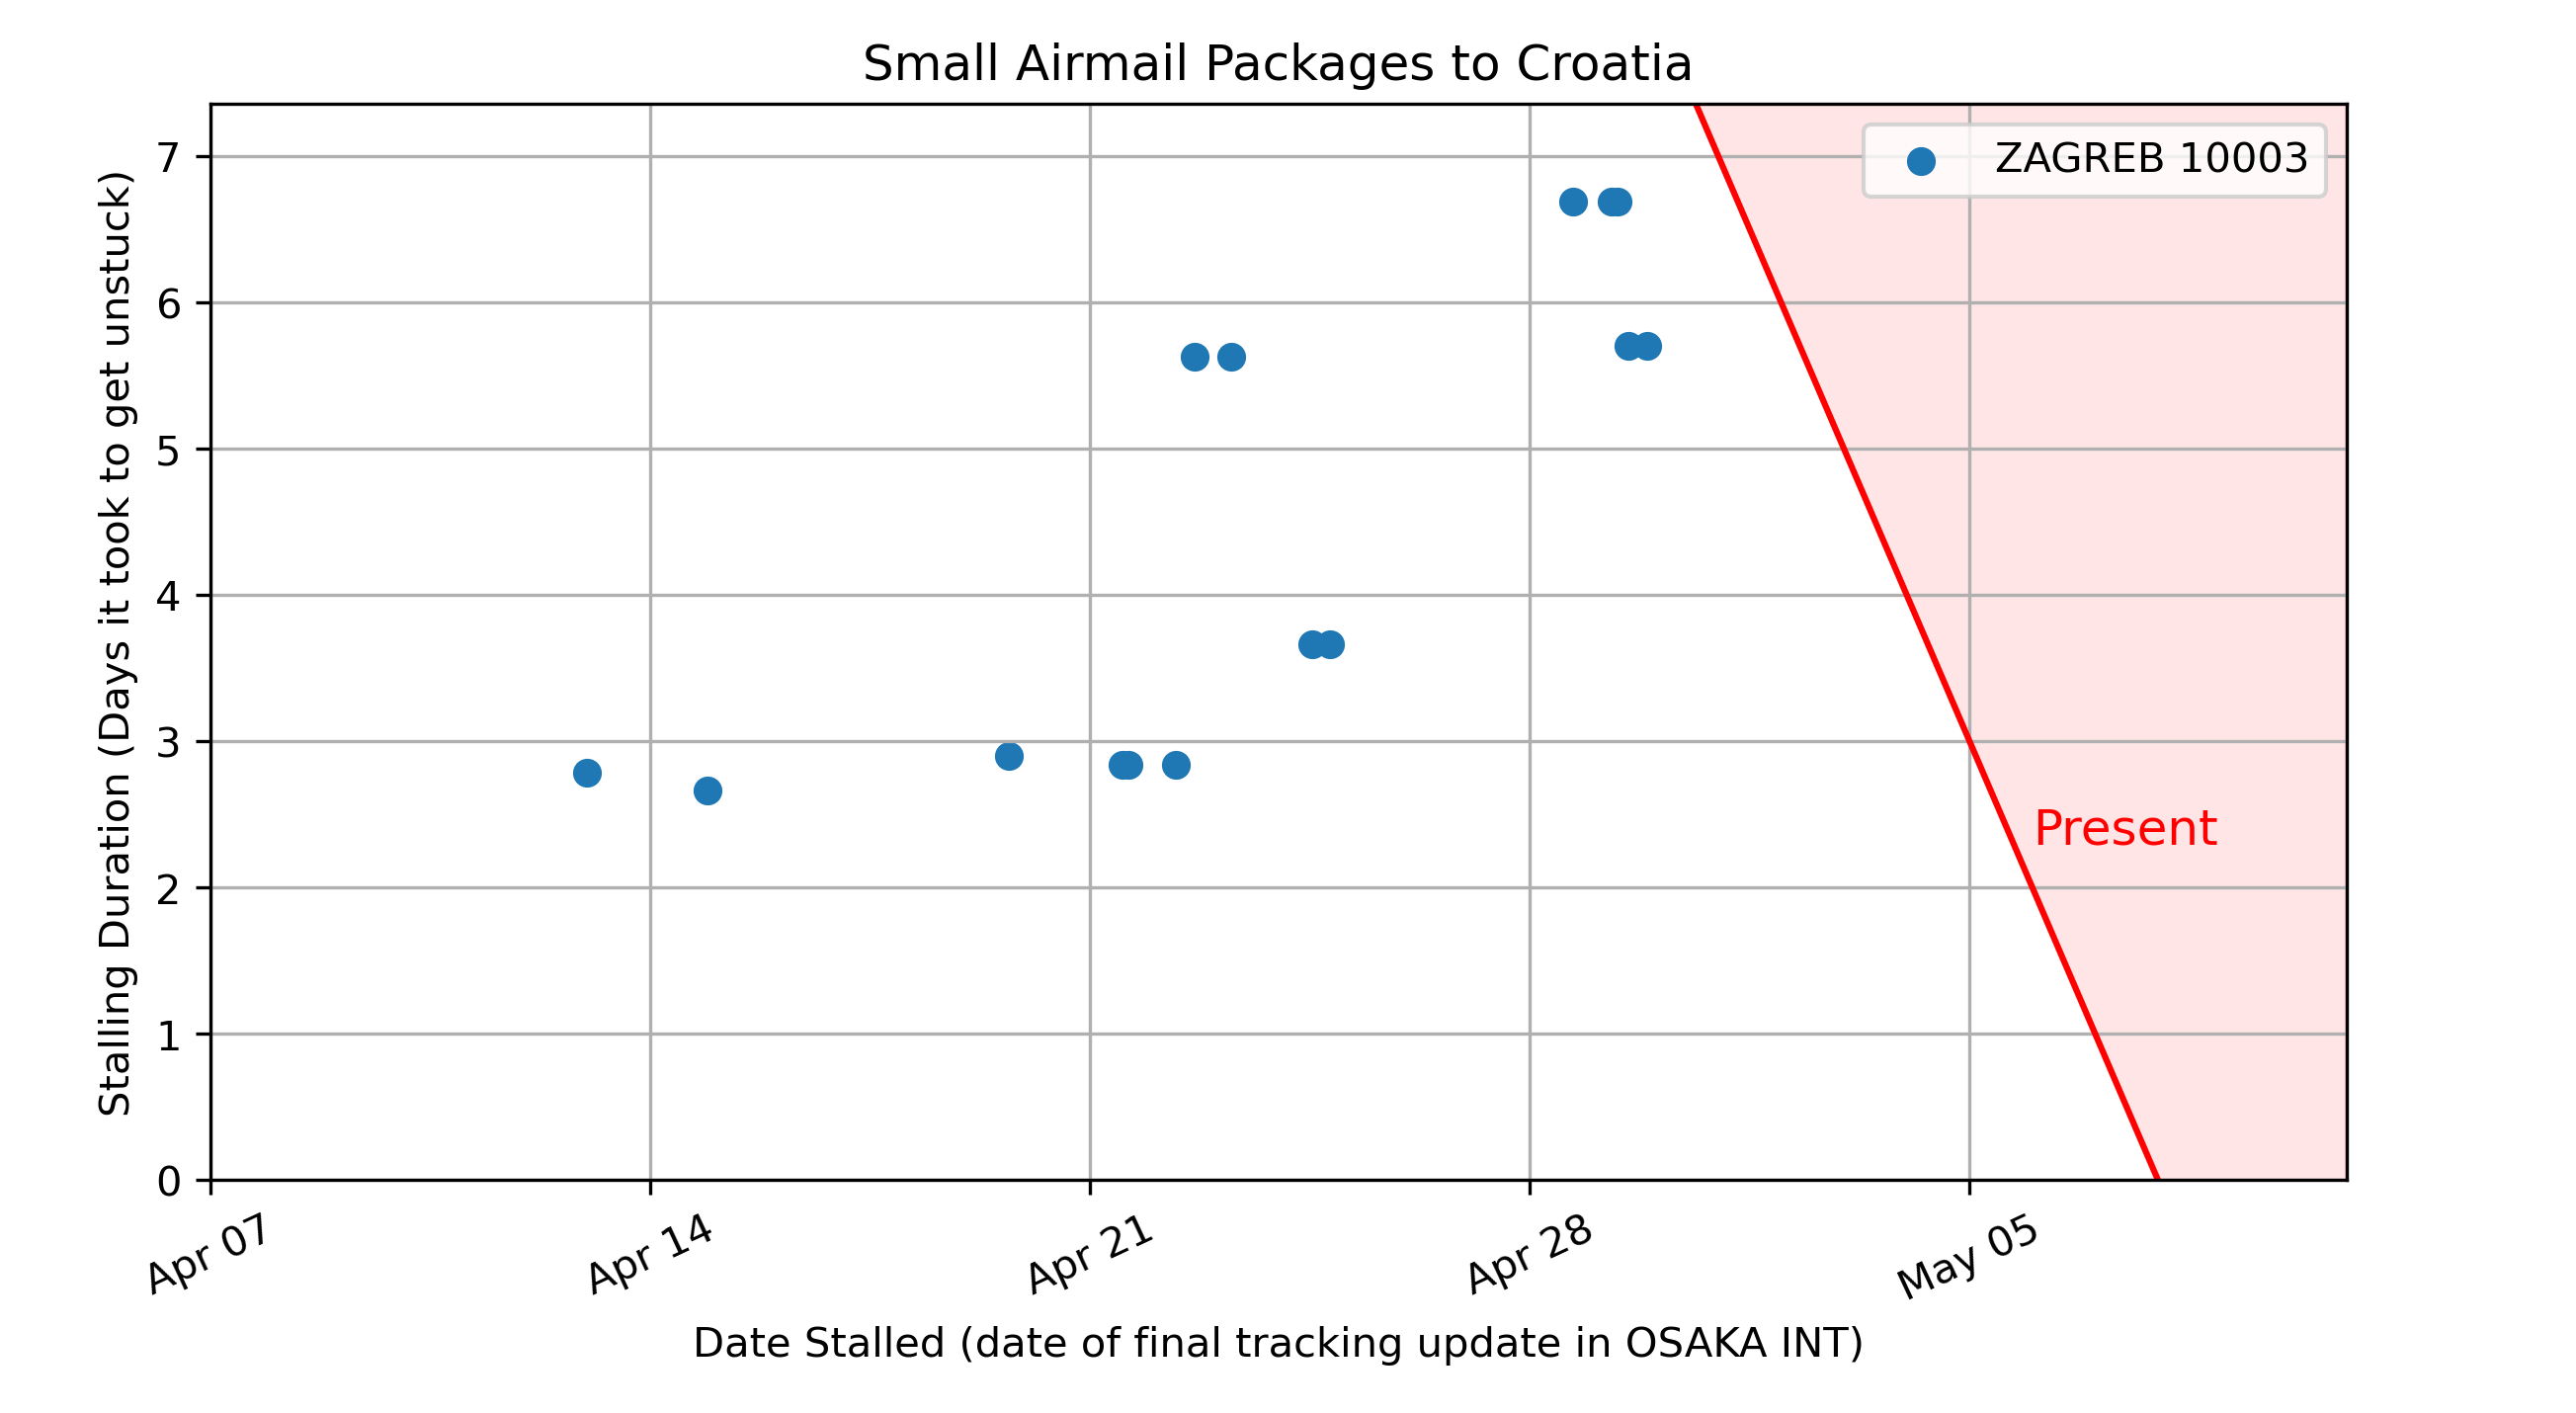 Small Airmail Packages to Croatia
Stalling Duration (Days it took to get unstuck)
7
6
5
4
3
2
1
0
ZAGREB 10003
Present
Apr 07
Apr 14
Apr 21
Apr 28
May 05
Date Stalled (date of final tracking update in OSAKA INT)